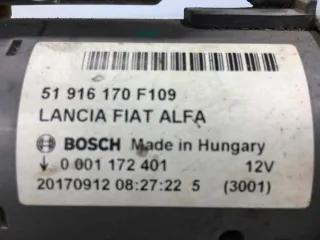 51 916 170 F109
LANCIA FIAT ALFA
BOSCH Made in Hungary
↓ 0 001 172 401 12V
20170912 08:27:22 5 (3001)